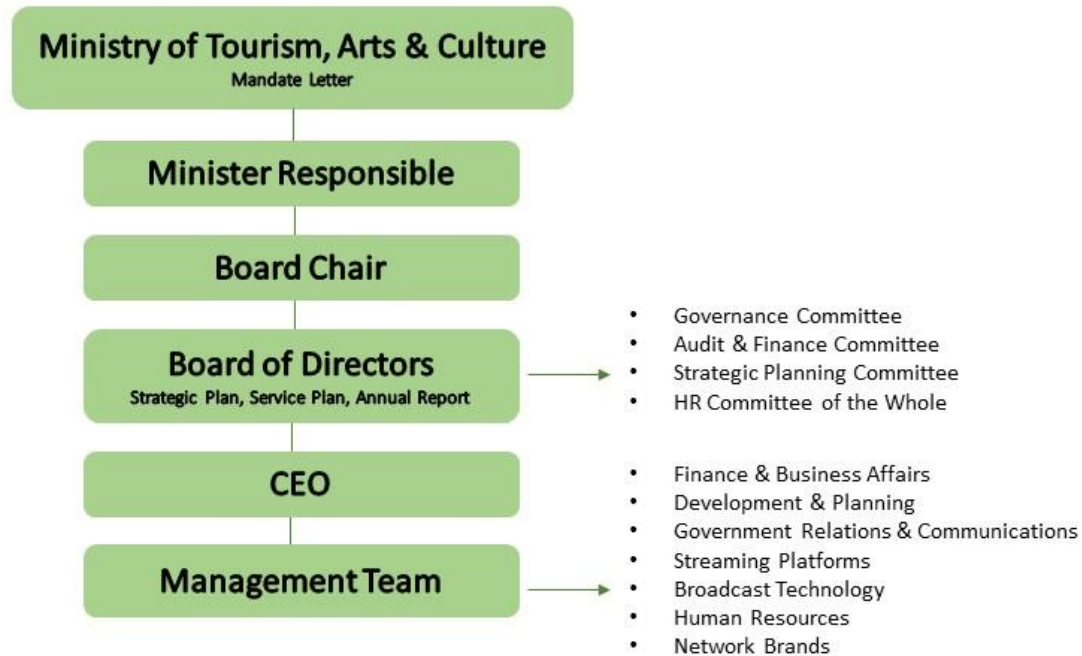 Ministry of Tourism, Arts & Culture
Mandate Letter
Minister Responsible
Board Chair
Board of Directors
Strategic Plan, Service Plan, Annual Report
• Governance Committee
• Audit & Finance Committee
• Strategic Planning Committee
• HR Committee of the Whole
CEO
Management Team
• Finance & Business Affairs
• Development & Planning
• Government Relations & Communications
• Streaming Platforms
• Broadcast Technology
• Human Resources
• Network Brands